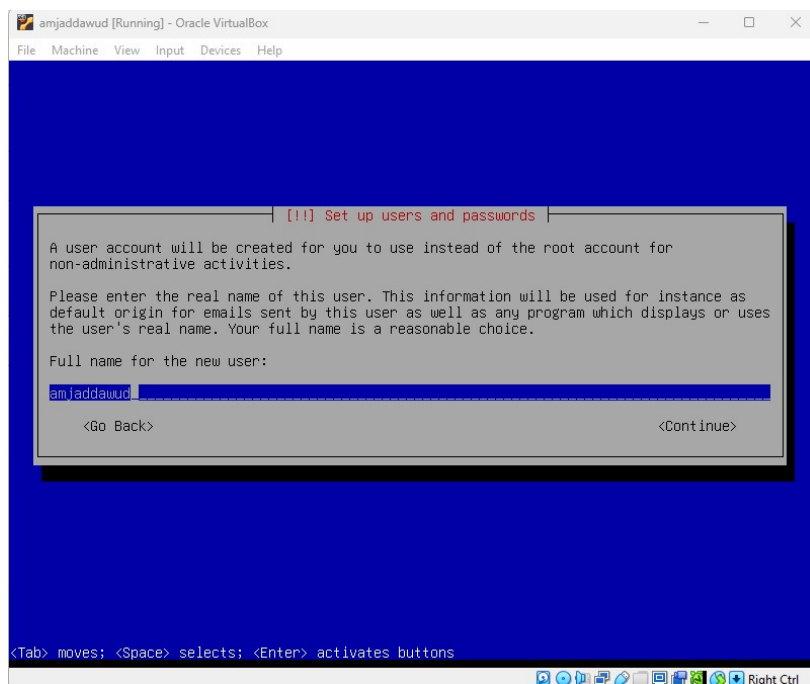 amjaddawud [Running] - Oracle VirtualBox
File Machine View Input Devices Help
[!!] Set up users and passwords
A user account will be created for you to use instead of the root account for
non-administrative activities.
Please enter the real name of this user. This information will be used for instance as
default origin for emails sent by this user as well as any program which displays or uses
the user's real name. Your full name is a reasonable choice.
Full name for the new user:
amjaddawud
<Go Back> <Continue>
<Tab> moves; <Space> selects; <Enter> activates buttons
Right Ctrl